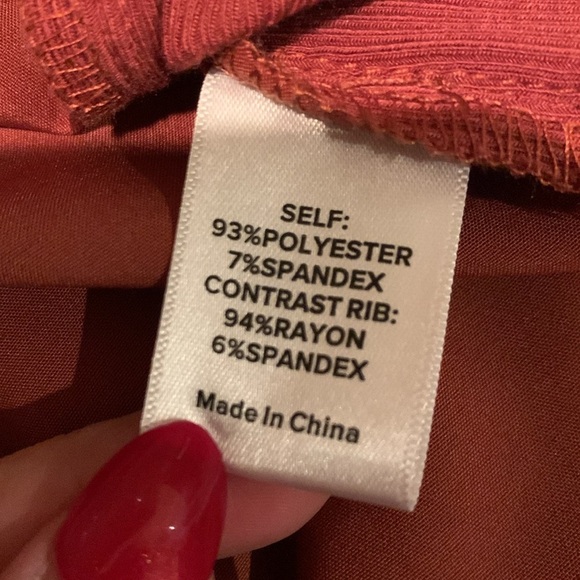 SELF:
93%POLYESTER
7%SPANDEX
CONTRAST RIB:
94%RAYON
6%SPANDEX
Made In China